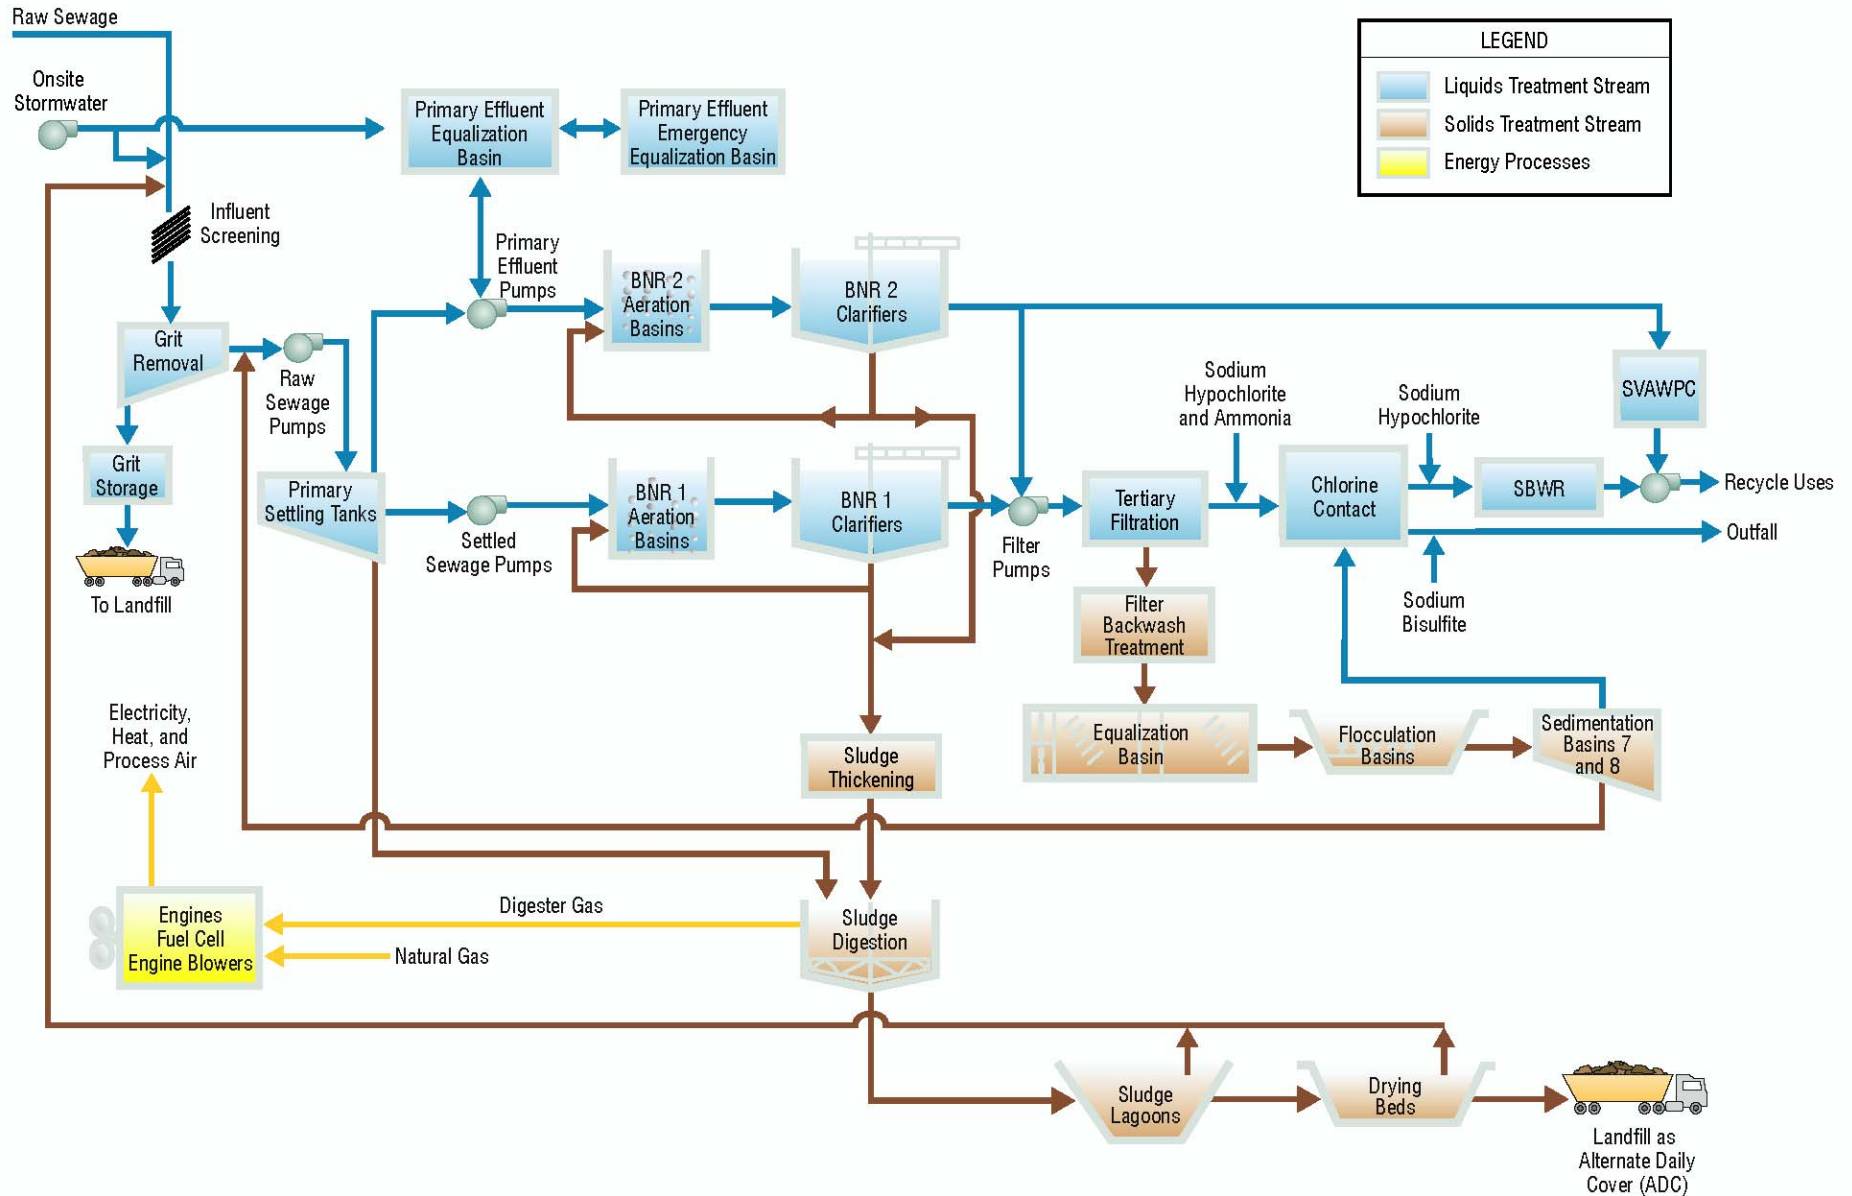 Raw Sewage
Onsite
Stormwater
Primary Effluent
Equalization
Basin
Primary Effluent
Emergency
Equalization Basin
LEGEND
Liquids Treatment Stream
Solids Treatment Stream
Energy Processes
Influent
Screening
Primary
Effluent
Pumps
BNR 2
Aeration
Basins
BNR 2
Clarifiers
Grit
Removal
Raw
Sewage
Pumps
Sodium
Hypochlorite
and Ammonia
Sodium
Hypochlorite
SVAWPC
Grit
Storage
Primary
Settling Tanks
Settled
Sewage Pumps
BNR 1
Aeration
Basins
BNR 1
Clarifiers
Filter
Pumps
Tertiary
Filtration
Chlorine
Contact
SBWR
Recycle Uses
Outfall
To Landfill
Filter
Backwash
Treatment
Sodium
Bisulfite
Electricity,
Heat, and
Process Air
Sludge
Thickening
Equalization
Basin
Flocculation
Basins
Sedimentation
Basins 7
and 8
Engines
Fuel Cell
Engine Blowers
Digester Gas
Natural Gas
Sludge
Digestion
Sludge
Lagoons
Drying
Beds
Landfill as
Alternate Daily
Cover (ADC)